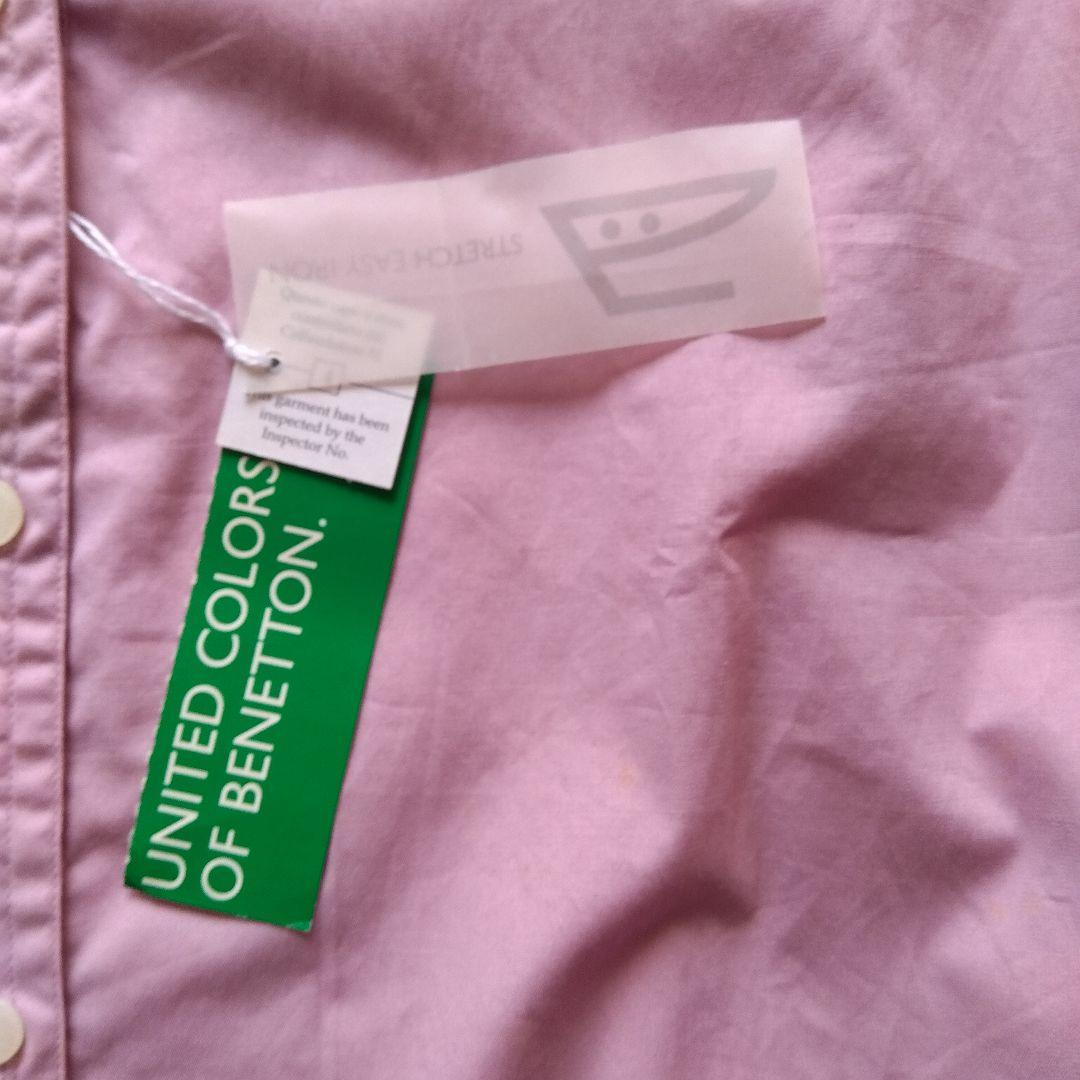 STRETCH EASY IRON
garment has been
inspected by the
Inspector No.
UNITED COLORS
OF BENETTON.